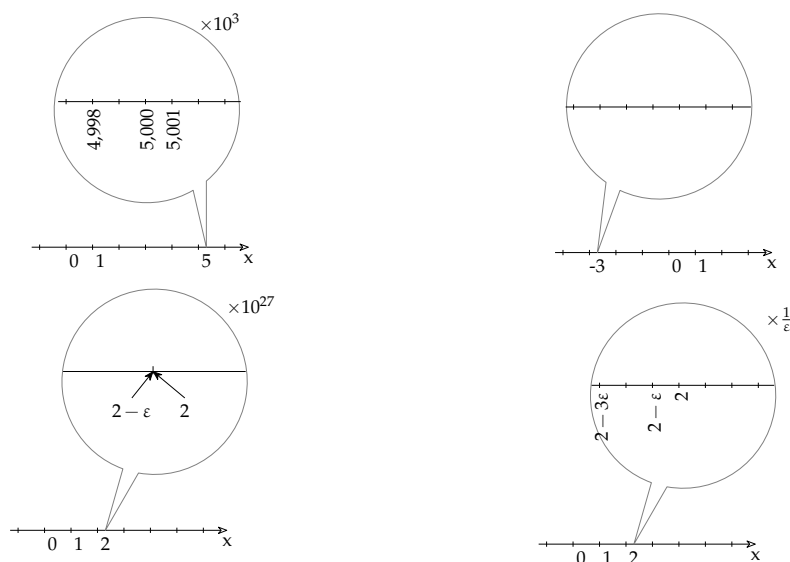 ×10³
4,998
5,000
5,001
0 1 5 x
-3 0 1 x
×10²⁷
2 − ε 2
0 1 2 x
× 1/ε
2 − 3ε
2 − ε
2
0 1 2 x